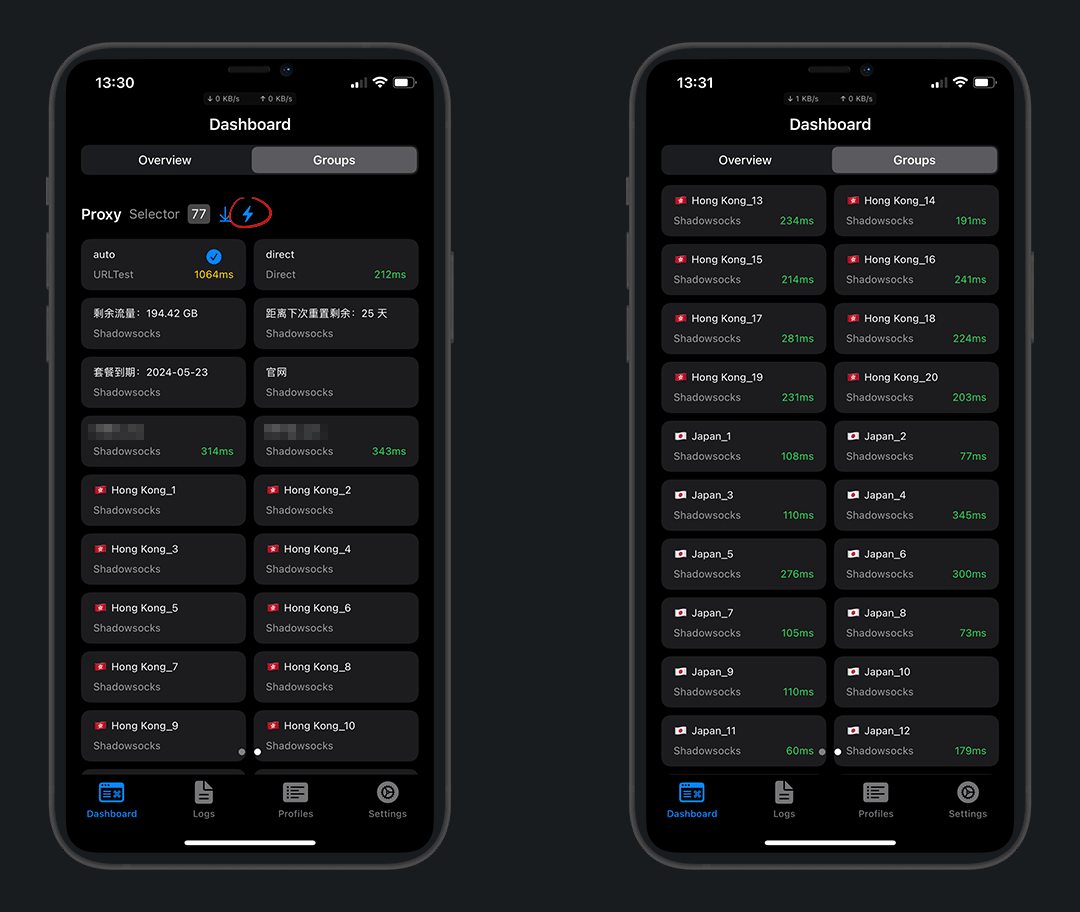 13:30
↓ 0 KB/s ↑ 0 KB/s
Dashboard
Overview Groups
Proxy Selector 77
auto
URLTest 1064ms
direct
Direct 212ms
剩余流量：194.42 GB
Shadowsocks
距离下次重置剩余：25 天
Shadowsocks
套餐到期：2024-05-23
Shadowsocks
官网
Shadowsocks
Shadowsocks 314ms
Shadowsocks 343ms
Hong Kong_1
Shadowsocks
Hong Kong_2
Shadowsocks
Hong Kong_3
Shadowsocks
Hong Kong_4
Shadowsocks
Hong Kong_5
Shadowsocks
Hong Kong_6
Shadowsocks
Hong Kong_7
Shadowsocks
Hong Kong_8
Shadowsocks
Hong Kong_9
Shadowsocks
Hong Kong_10
Shadowsocks
Dashboard Logs Profiles Settings
13:31
↓ 1 KB/s ↑ 0 KB/s
Dashboard
Overview Groups
Hong Kong_13
Shadowsocks 234ms
Hong Kong_14
Shadowsocks 191ms
Hong Kong_15
Shadowsocks 214ms
Hong Kong_16
Shadowsocks 241ms
Hong Kong_17
Shadowsocks 281ms
Hong Kong_18
Shadowsocks 224ms
Hong Kong_19
Shadowsocks 231ms
Hong Kong_20
Shadowsocks 203ms
Japan_1
Shadowsocks 108ms
Japan_2
Shadowsocks 77ms
Japan_3
Shadowsocks 110ms
Japan_4
Shadowsocks 345ms
Japan_5
Shadowsocks 276ms
Japan_6
Shadowsocks 300ms
Japan_7
Shadowsocks 105ms
Japan_8
Shadowsocks 73ms
Japan_9
Shadowsocks 110ms
Japan_10
Shadowsocks
Japan_11
Shadowsocks 60ms
Japan_12
Shadowsocks 179ms
Dashboard Logs Profiles Settings